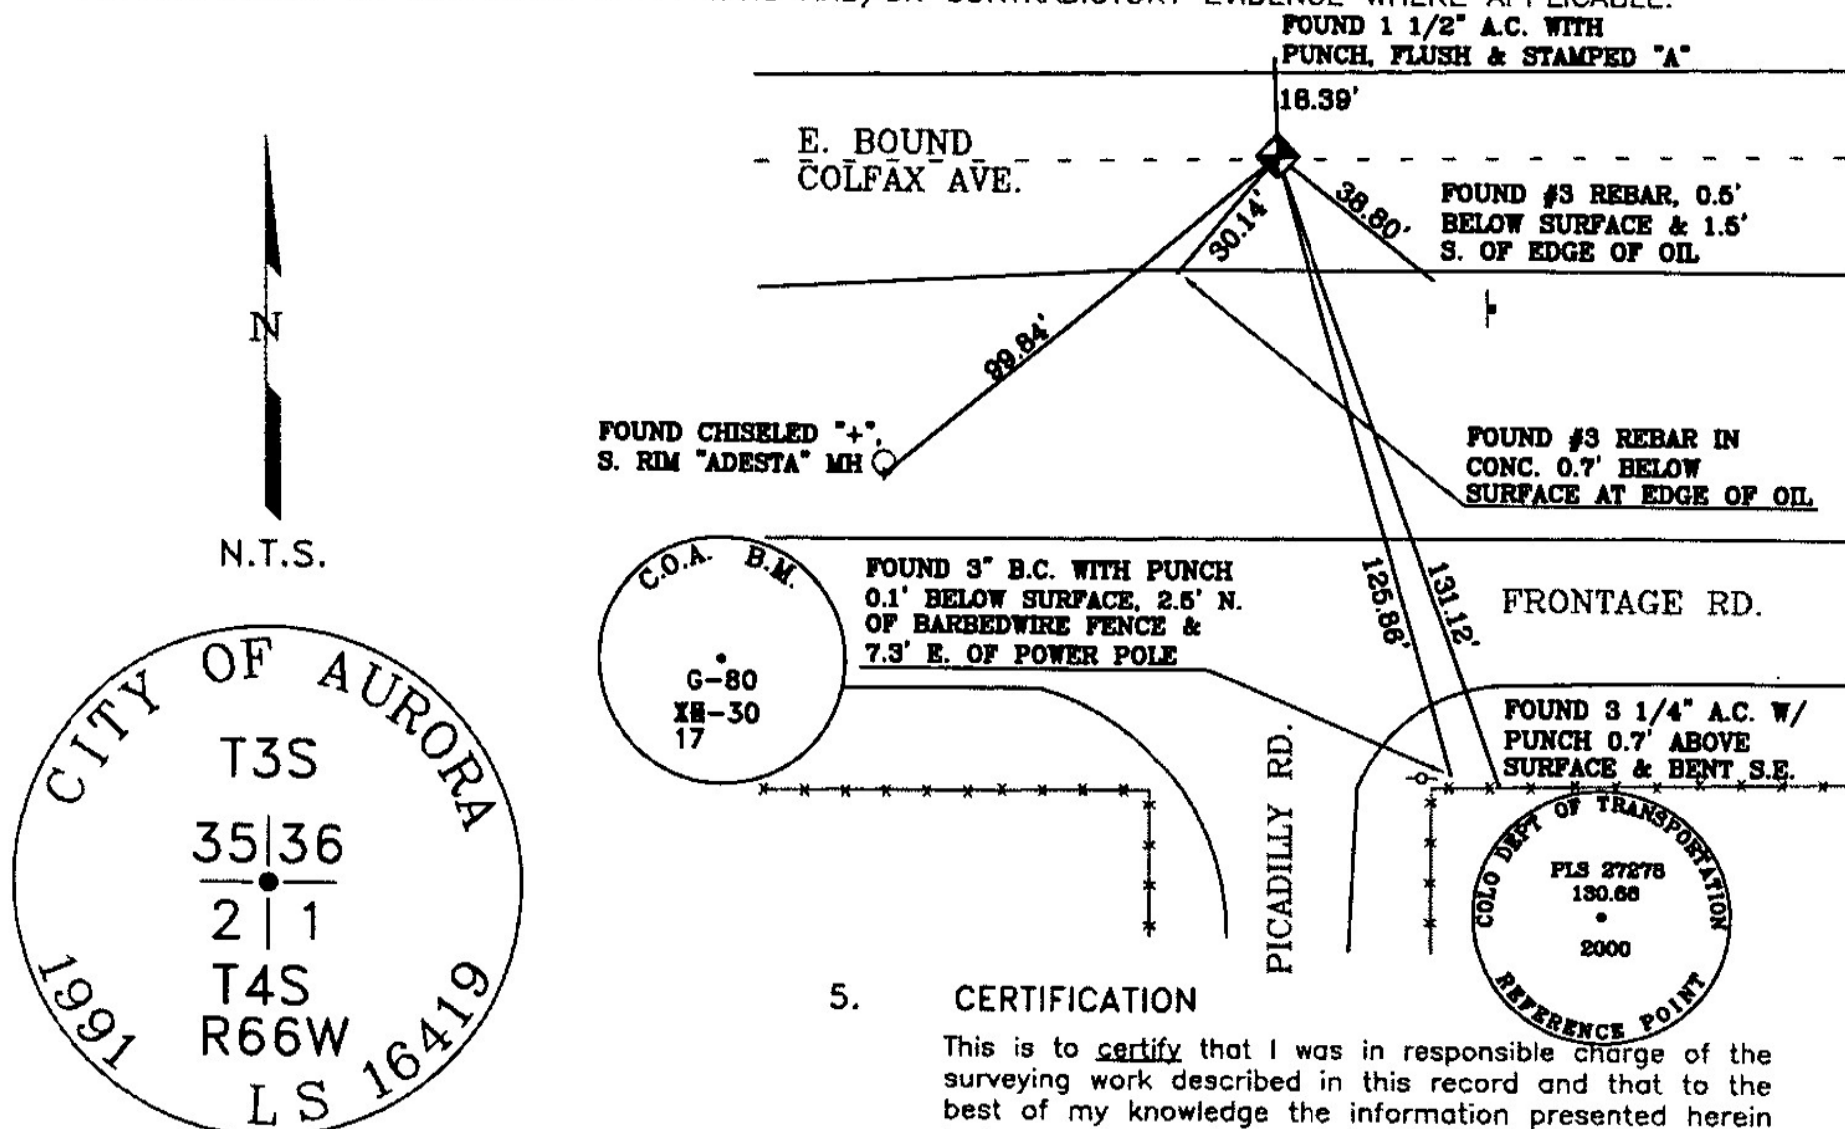 FOUND 1 1/2" A.C. WITH
PUNCH, FLUSH & STAMPED "A"
18.39'
E. BOUND
COLFAX AVE.
30.14'
38.80'
FOUND #3 REBAR, 0.5'
BELOW SURFACE & 1.5'
S. OF EDGE OF OIL
N
99.84'
FOUND CHISELED "+",
S. RIM "ADESTA" MH
FOUND #3 REBAR IN
CONC. 0.7' BELOW
SURFACE AT EDGE OF OIL
N.T.S.
C.O.A. B.M.
G-80
-30
17
FOUND 3" B.C. WITH PUNCH
0.1' BELOW SURFACE, 2.5' N.
OF BARBEDWIRE FENCE &
7.3' E. OF POWER POLE
125.86'
131.12'
FRONTAGE RD.
CITY OF AURORA
T3S
35|36
2|1
T4S
R66W
1991
LS 16419
PICADILLY RD.
FOUND 3 1/4" A.C. W/
PUNCH 0.7' ABOVE
SURFACE & BENT S.E.
COLO DEPT OF TRANSPORTATION
PLS 27278
130.68
2000
REFERENCE POINT
5. CERTIFICATION
This is to certify that I was in responsible charge of the
surveying work described in this record and that to the
best of my knowledge the information presented herein